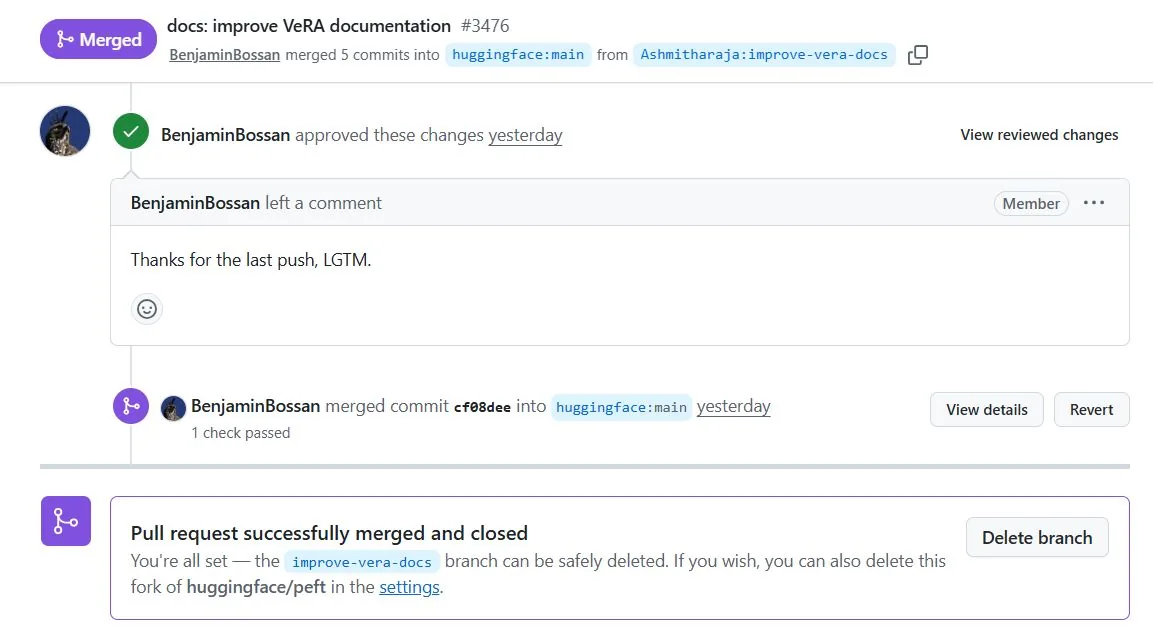 Merged
docs: improve VeRA documentation #3476
BenjaminBossan merged 5 commits into huggingface:main from Ashmitharaja:improve-vera-docs
BenjaminBossan approved these changes yesterday
View reviewed changes
BenjaminBossan left a comment
Member
Thanks for the last push, LGTM.
BenjaminBossan merged commit cf08dee into huggingface:main yesterday
View details
Revert
1 check passed
Pull request successfully merged and closed
You're all set — the improve-vera-docs branch can be safely deleted. If you wish, you can also delete this
fork of huggingface/peft in the settings.
Delete branch